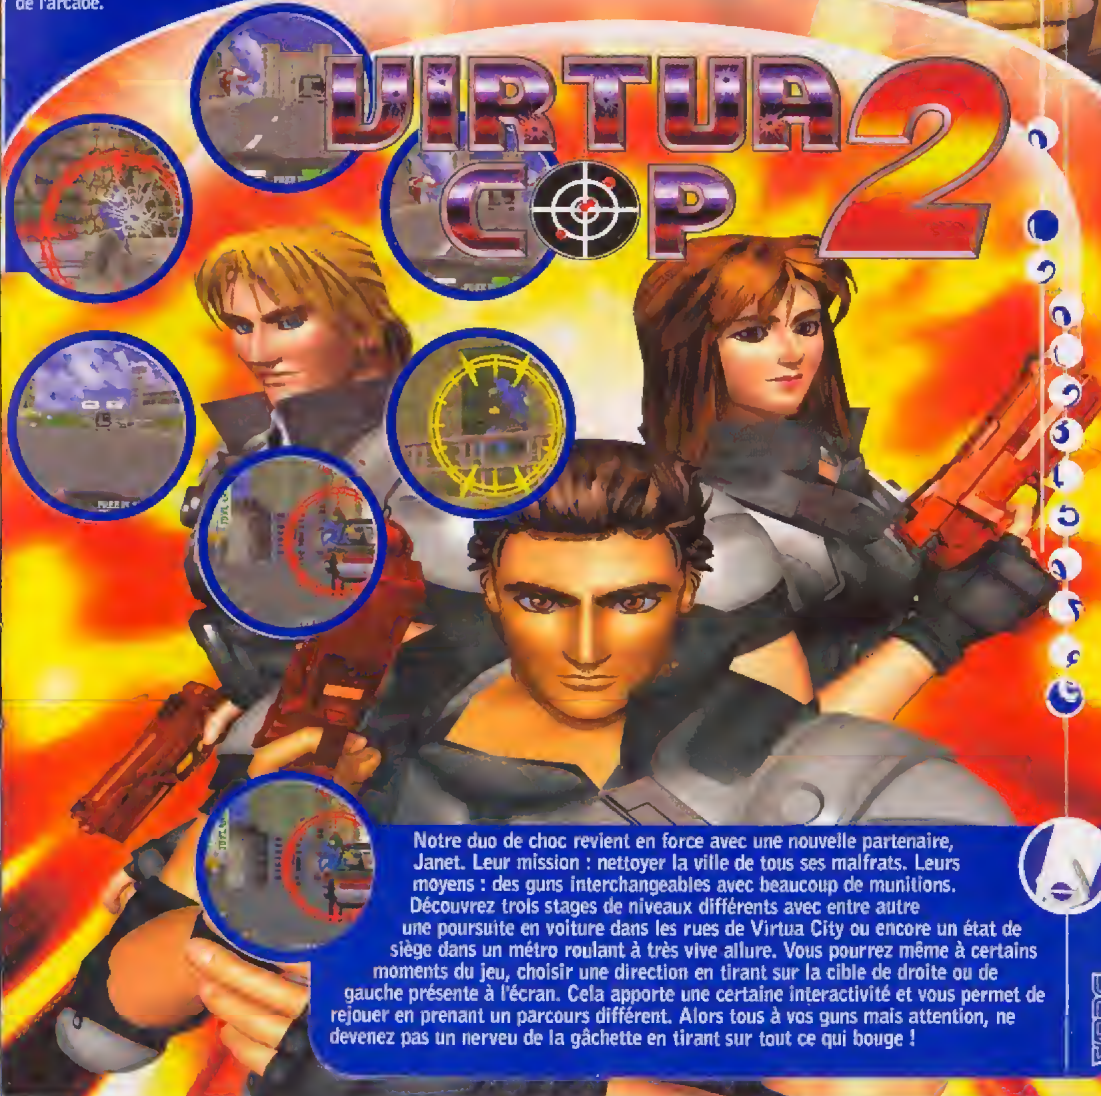 de l'arcade.
VIRTUA
COP 2
Notre duo de choc revient en force avec une nouvelle partenaire,
Janet. Leur mission : nettoyer la ville de tous ses malfrats. Leurs
moyens : des guns interchangeables avec beaucoup de munitions.
Découvrez trois stages de niveaux différents avec entre autre
une poursuite en voiture dans les rues de Virtua City ou encore un état de
siège dans un métro roulant à très vive allure. Vous pourrez même à certains
moments du jeu, choisir une direction en tirant sur la cible de droite ou de
gauche présente à l'écran. Cela apporte une certaine interactivité et vous permet de
rejouer en prenant un parcours différent. Alors tous à vos guns mais attention, ne
devenez pas un nerveu de la gâchette en tirant sur tout ce qui bouge !